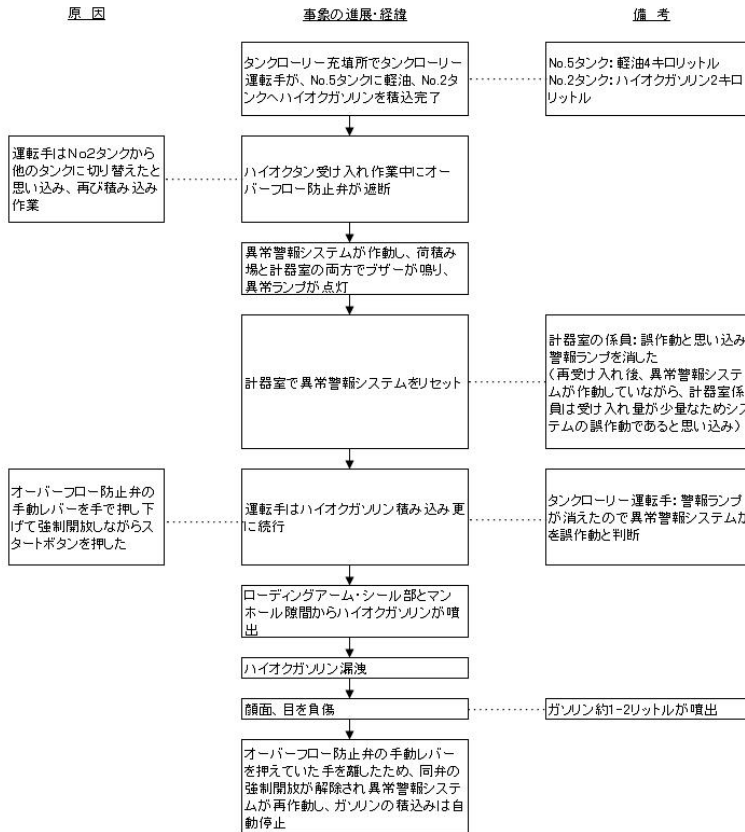 原 因
事象の進展・経緯
備 考
タンクローリー充填所でタンクローリー
運転手が、No.5タンクに軽油、No.2タ
ンクへハイオクガソリンを積込完了
No.5タンク:軽油4キロリットル
No.2タンク:ハイオクガソリン2キロ
リットル
運転手はNo2タンクから
他のタンクに切り替えたと
思い込み、再び積み込み
作業
ハイオクタン受け入れ作業中にオー
バーフロー防止弁が遮断
異常警報システムが作動し、荷積み
場と計器室の両方でブザーが鳴り、
異常ランプが点灯
計器室で異常警報システムをリセット
計器室の係員:誤作動と思い込み
警報ランプを消した
(再受け入れ後、異常警報システ
ムが作動していながら、計器室係
員は受け入れ量が少量なためシス
テムの誤作動であると思い込み)
オーバーフロー防止弁の
手動レバーを手で押し下
げて強制開放しながらス
タートボタンを押した
運転手はハイオクガソリン積み込み更
に続行
タンクローリー運転手:警報ランプ
が消えたので異常警報システムが
を誤作動と判断
ローディングアーム・シール部とマン
ホール隙間からハイオクガソリンが噴
出
ハイオクガソリン漏洩
顔面、目を負傷
ガソリン約1-2リットルが噴出
オーバーフロー防止弁の手動レバー
を押えていた手を離したため、同弁の
強制開放が解除され異常警報システ
ムが再作動し、ガソリンの積込みは自
動停止